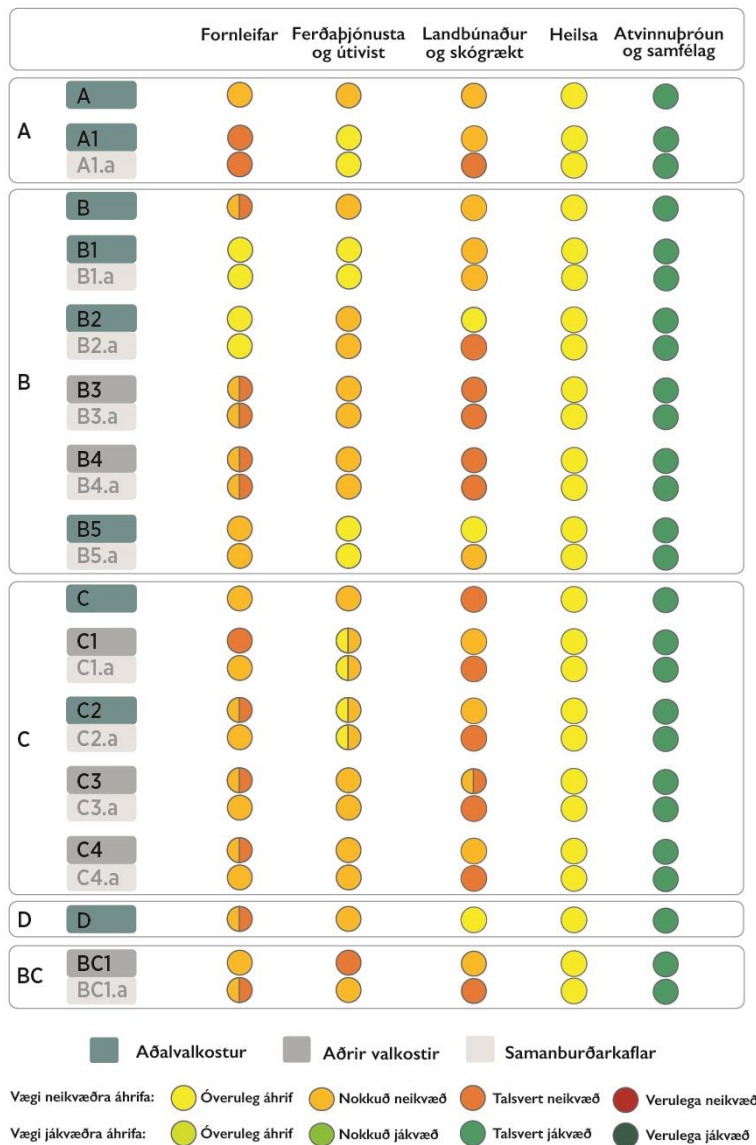 Fornleifar Ferðaþjónusta og útivist Landbúnaður og skógrækt Heilsa Atvinnuþróun og samfélag
A
A
A1
A1.a
B
B
B1
B1.a
B2
B2.a
B3
B3.a
B4
B4.a
B5
B5.a
C
C
C1
C1.a
C2
C2.a
C3
C3.a
C4
C4.a
D D
BC
BC1
BC1.a
Aðalvalkostur Aðrir valkostir Samanburðarkaflar
Vægi neikvæðra áhrifa: Óveruleg áhrif Nokkuð neikvæð Talsvert neikvæð Verulega neikvæð
Vægi jákvæðra áhrifa: Óveruleg áhrif Nokkuð jákvæð Talsvert jákvæð Verulega jákvæð